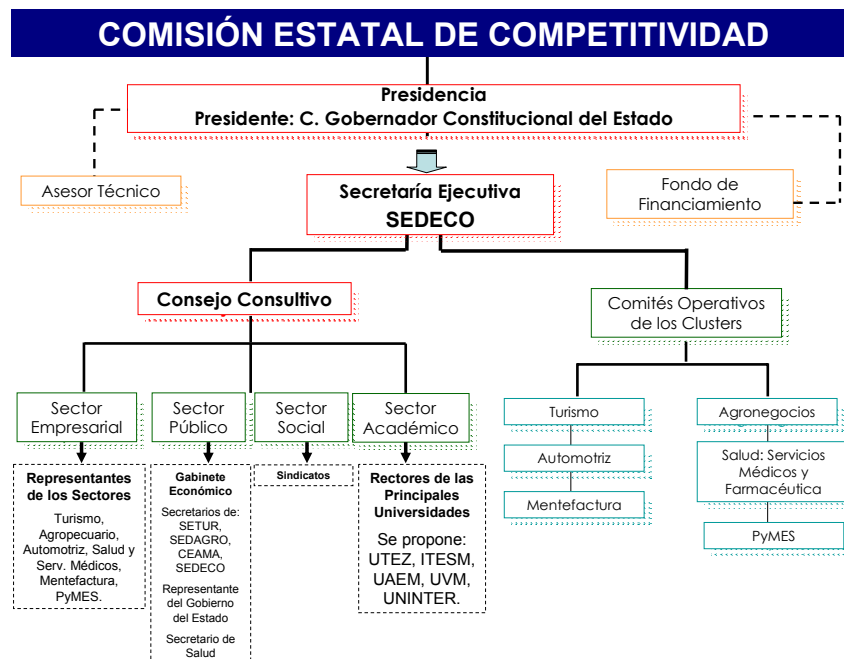 COMISIÓN ESTATAL DE COMPETITIVIDAD
Presidencia
Presidente: C. Gobernador Constitucional del Estado
Asesor Técnico
Secretaría Ejecutiva
SEDECO
Fondo de
Financiamiento
Consejo Consultivo
Comités Operativos
de los Clusters
Sector
Empresarial
Sector
Público
Sector
Social
Sector
Académico
Representantes
de los Sectores
Turismo,
Agropecuario,
Automotriz, Salud y
Serv. Médicos,
Mentefactura,
PyMES.
Gabinete
Económico
Secretarios de:
SETUR,
SEDAGRO,
CEAMA,
SEDECO
Representante
del Gobierno
del Estado
Secretario de
Salud
Sindicatos
Rectores de las
Principales
Universidades
Se propone:
UTEZ, ITESM,
UAEM, UVM,
UNINTER.
Turismo
Automotriz
Mentefactura
Agronegocios
Salud: Servicios
Médicos y
Farmacéutica
PyMES